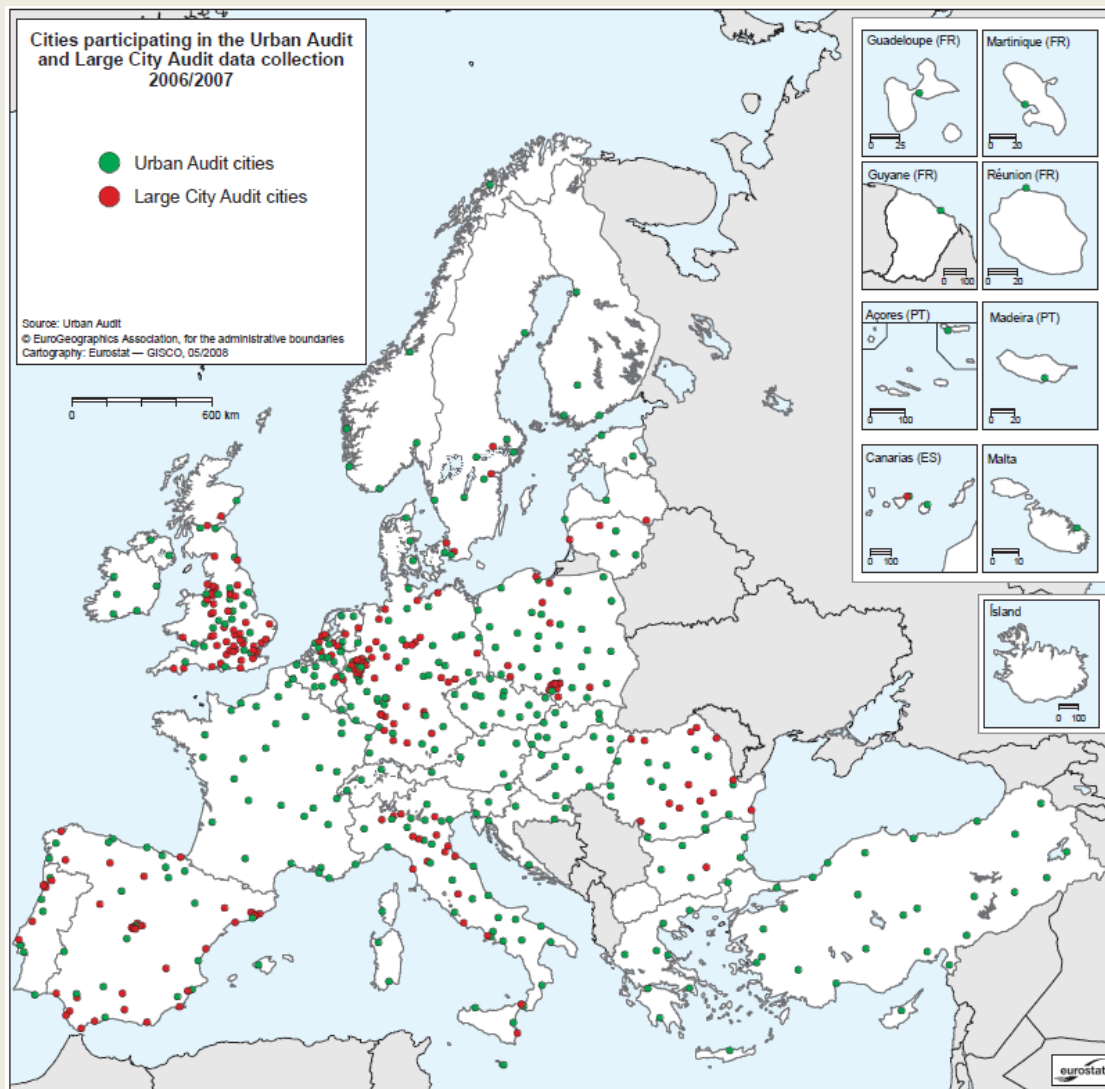 Cities participating in the Urban Audit
and Large City Audit data collection
2006/2007
Urban Audit cities
Large City Audit cities
Source: Urban Audit
© EuroGeographics Association, for the administrative boundaries
Cartography: Eurostat — GISCO, 05/2008
0 600 km
Guadeloupe (FR)
0 25
Martinique (FR)
0 20
Guyane (FR)
0 100
Réunion (FR)
0 20
Açores (PT)
0 100
Madeira (PT)
0 20
Canarias (ES)
0 100
Malta
0 10
Ísland
0 100
eurostat